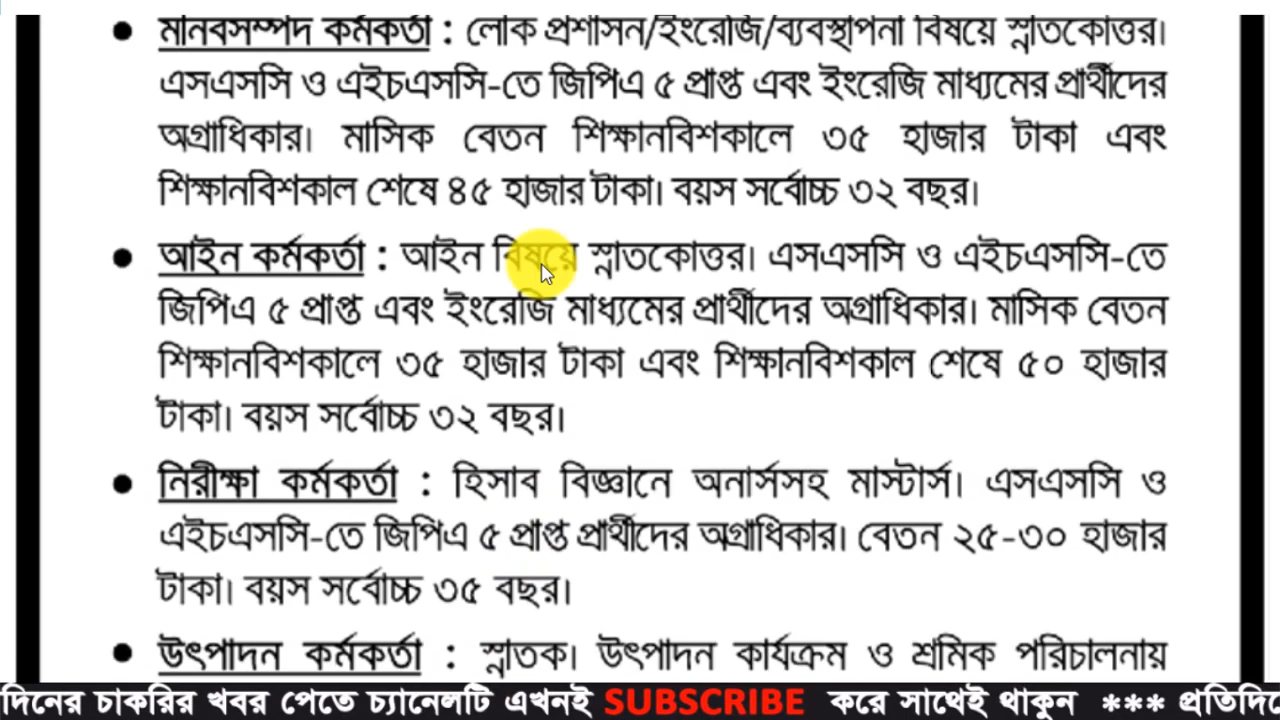 মানবসম্পদ কর্মকর্তা : লোক প্রশাসন/ইংরেজি/ব্যবস্থাপনা বিষয়ে স্নাতকোত্তর।
এসএসসি ও এইচএসসি-তে জিপিএ ৫ প্রাপ্ত এবং ইংরেজি মাধ্যমের প্রার্থীদের
অগ্রাধিকার। মাসিক বেতন শিক্ষানবিশকালে ৩৫ হাজার টাকা এবং
শিক্ষানবিশকাল শেষে ৪৫ হাজার টাকা। বয়স সর্বোচ্চ ৩২ বছর।
আইন কর্মকর্তা : আইন বিষয়ে স্নাতকোত্তর। এসএসসি ও এইচএসসি-তে
জিপিএ ৫ প্রাপ্ত এবং ইংরেজি মাধ্যমের প্রার্থীদের অগ্রাধিকার। মাসিক বেতন
শিক্ষানবিশকালে ৩৫ হাজার টাকা এবং শিক্ষানবিশকাল শেষে ৫০ হাজার
টাকা। বয়স সর্বোচ্চ ৩২ বছর।
নিরীক্ষা কর্মকর্তা : হিসাব বিজ্ঞানে অনার্সসহ মাস্টার্স। এসএসসি ও
এইচএসসি-তে জিপিএ ৫ প্রাপ্ত প্রার্থীদের অগ্রাধিকার। বেতন ২৫-৩০ হাজার
টাকা। বয়স সর্বোচ্চ ৩৫ বছর।
উৎপাদন কর্মকর্তা : স্নাতক। উৎপাদন কার্যক্রম ও শ্রমিক পরিচালনায়
দিনের চাকরির খবর পেতে চ্যানেলটি এখনই SUBSCRIBE করে সাথেই থাকুন *** প্রতিদি